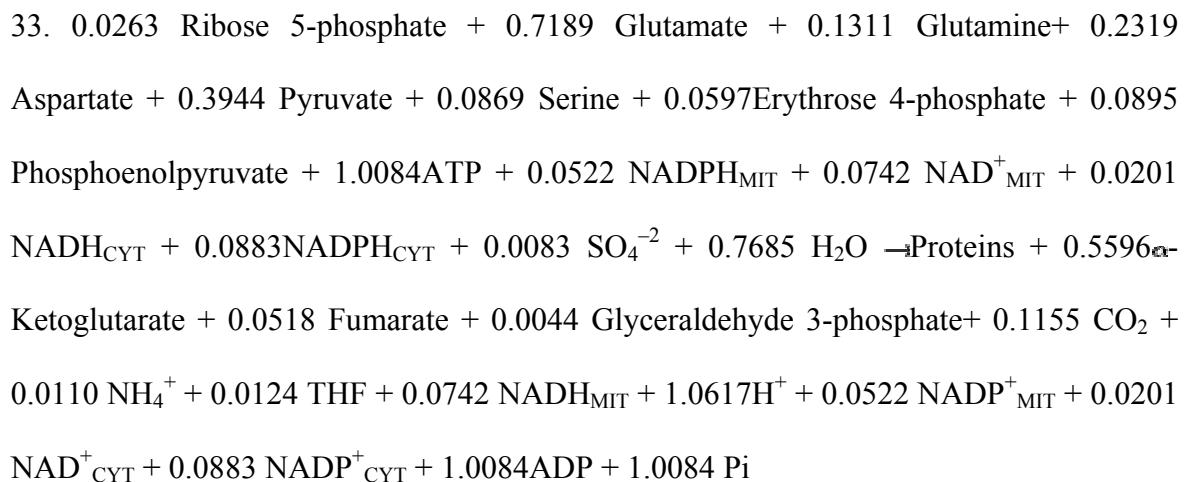 33. 0.0263 Ribose 5-phosphate + 0.7189 Glutamate + 0.1311 Glutamine+ 0.2319
Aspartate + 0.3944 Pyruvate + 0.0869 Serine + 0.0597Erythrose 4-phosphate + 0.0895
Phosphoenolpyruvate + 1.0084ATP + 0.0522 NADPH_MIT + 0.0742 NAD⁺_MIT + 0.0201
NADH_CYT + 0.0883NADPH_CYT + 0.0083 SO₄⁻² + 0.7685 H₂O →Proteins + 0.5596α-
Ketoglutarate + 0.0518 Fumarate + 0.0044 Glyceraldehyde 3-phosphate+ 0.1155 CO₂ +
0.0110 NH₄⁺ + 0.0124 THF + 0.0742 NADH_MIT + 1.0617H⁺ + 0.0522 NADP⁺_MIT + 0.0201
NAD⁺_CYT + 0.0883 NADP⁺_CYT + 1.0084ADP + 1.0084 Pi